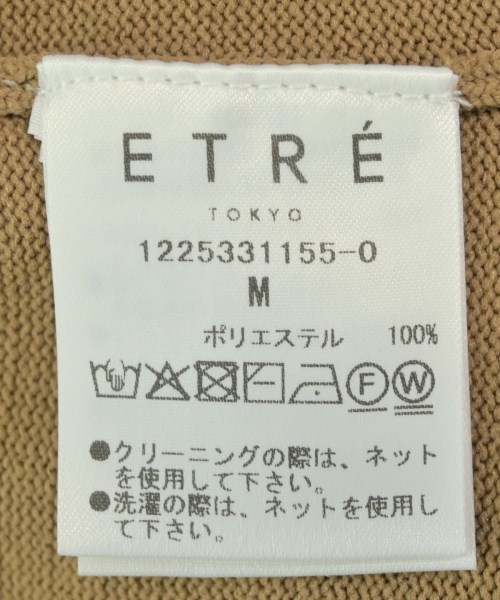 ETRÉ
TOKYO
1225331155-0
M
ポリエステル 100%
F W
●クリーニングの際は、ネット
を使用して下さい。
●洗濯の際は、ネットを使用し
て下さい。